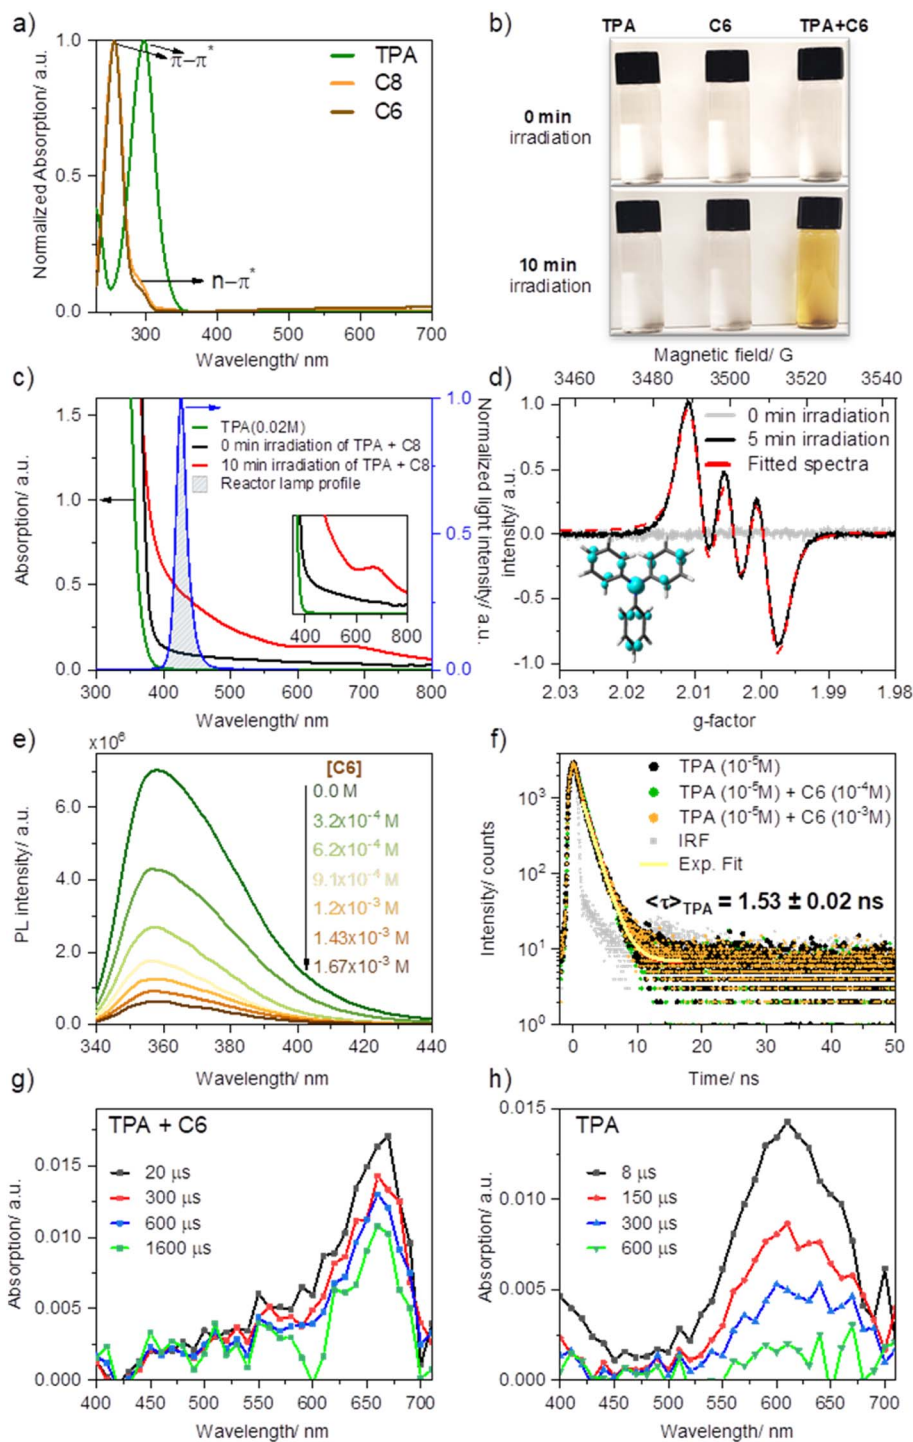 a)
1.0
0.5
0.0
Normalized Absorption/ a.u.
π−π*
n−π*
TPA
C8
C6
300 400 500 600 700
Wavelength/ nm
b)
TPA C6 TPA+C6
0 min
irradiation
10 min
irradiation
c)
1.5
1.0
0.5
0.0
Absorption/ a.u.
TPA(0.02M)
0 min irradiation of TPA + C8
10 min irradiation of TPA + C8
Reactor lamp profile
400 600 800
1.0
0.5
0.0
Normalized light intensity/ a.u.
300 400 500 600 700 800
Wavelength/ nm
Magnetic field/ G
3460 3480 3500 3520 3540
d)
1.0
0.5
0.0
-0.5
-1.0
intensity/ a.u.
0 min irradiation
5 min irradiation
Fitted spectra
2.03 2.02 2.01 2.00 1.99 1.98
g-factor
e)
x10⁶
6.0
4.0
2.0
0.0
PL intensity/ a.u.
[C6]
0.0 M
3.2x10⁻⁴ M
6.2x10⁻⁴ M
9.1x10⁻⁴ M
1.2x10⁻³ M
1.43x10⁻³ M
1.67x10⁻³ M
340 360 380 400 420 440
Wavelength/ nm
f)
10³
10²
10¹
10⁰
Intensity/ counts
TPA (10⁻⁵M)
TPA (10⁻⁵M) + C6 (10⁻⁴M)
TPA (10⁻⁵M) + C6 (10⁻³M)
IRF
Exp. Fit
<τ>TPA = 1.53 ± 0.02 ns
0 10 20 30 40 50
Time/ ns
g)
TPA + C6
0.015
0.010
0.005
0.000
Absorption/ a.u.
20 μs
300 μs
600 μs
1600 μs
400 450 500 550 600 650 700
Wavelength/ nm
h)
TPA
0.015
0.010
0.005
0.000
Absorption/ a.u.
8 μs
150 μs
300 μs
600 μs
400 450 500 550 600 650 700
Wavelength/ nm